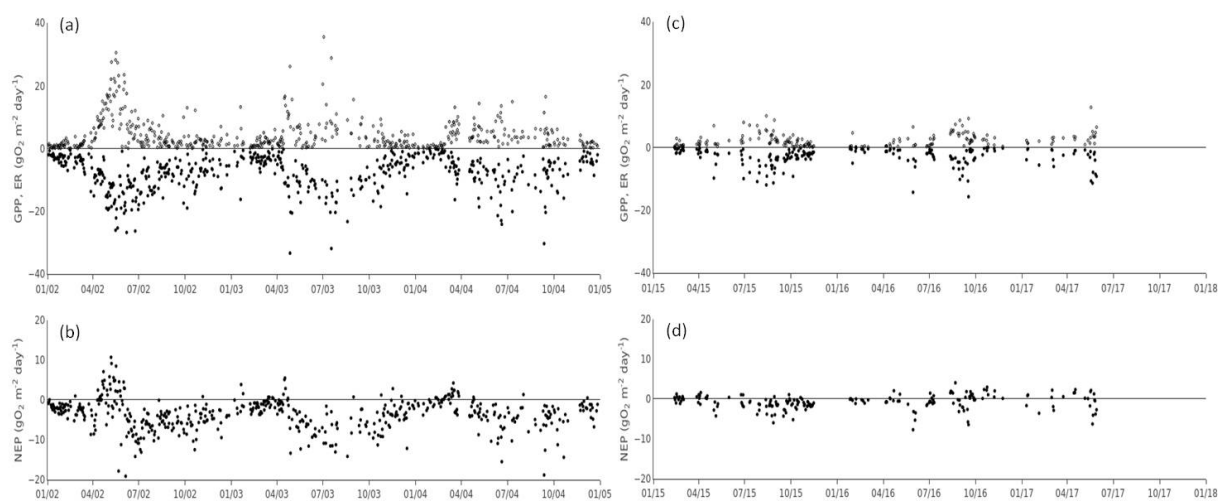 (a)
40
20
0
−20
−40
GPP, ER (gO₂ m⁻² day⁻¹)
01/02 04/02 07/02 10/02 01/03 04/03 07/03 10/03 01/04 04/04 07/04 10/04 01/05
(c)
40
20
0
−20
−40
GPP, ER (gO₂ m⁻² day⁻¹)
01/15 04/15 07/15 10/15 01/16 04/16 07/16 10/16 01/17 04/17 07/17 10/17 01/18
(b)
20
10
0
−10
−20
NEP (gO₂ m⁻² day⁻¹)
01/02 04/02 07/02 10/02 01/03 04/03 07/03 10/03 01/04 04/04 07/04 10/04 01/05
(d)
20
10
0
−10
−20
NEP (gO₂ m⁻² day⁻¹)
01/15 04/15 07/15 10/15 01/16 04/16 07/16 10/16 01/17 04/17 07/17 10/17 01/18